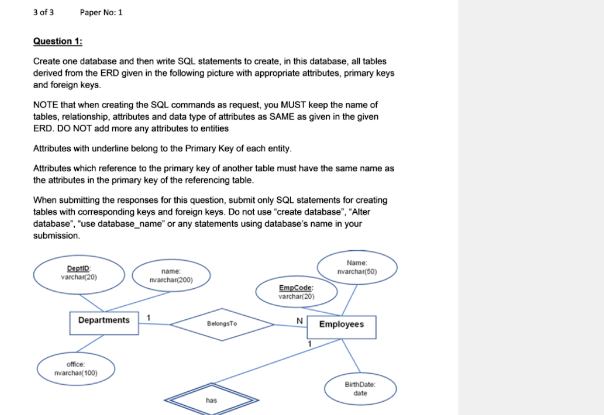 3 of 3 Paper No: 1
Question 1:
Create one database and then write SQL statements to create, in this database, all tables
derived from the ERD given in the following picture with appropriate attributes, primary keys
and foreign keys.
NOTE that when creating the SQL commands as request, you MUST keep the name of
tables, relationship, attributes and data type of attributes as SAME as given in the given
ERD. DO NOT add more any attributes to entities
Attributes with underline belong to the Primary Key of each entity.
Attributes which reference to the primary key of another table must have the same name as
the attributes in the primary key of the referencing table.
When submitting the responses for this question, submit only SQL statements for creating
tables with corresponding keys and foreign keys. Do not use "create database", "Alter
database", "use database_name" or any statements using database's name in your
submission.
DeptID:
varchar(20)
name:
nvarchar(200)
EmpCode:
varchar(20)
Name:
nvarchar(50)
Departments
1
BelongsTo
N
Employees
1
office:
nvarchar(100)
has
BirthDate:
date